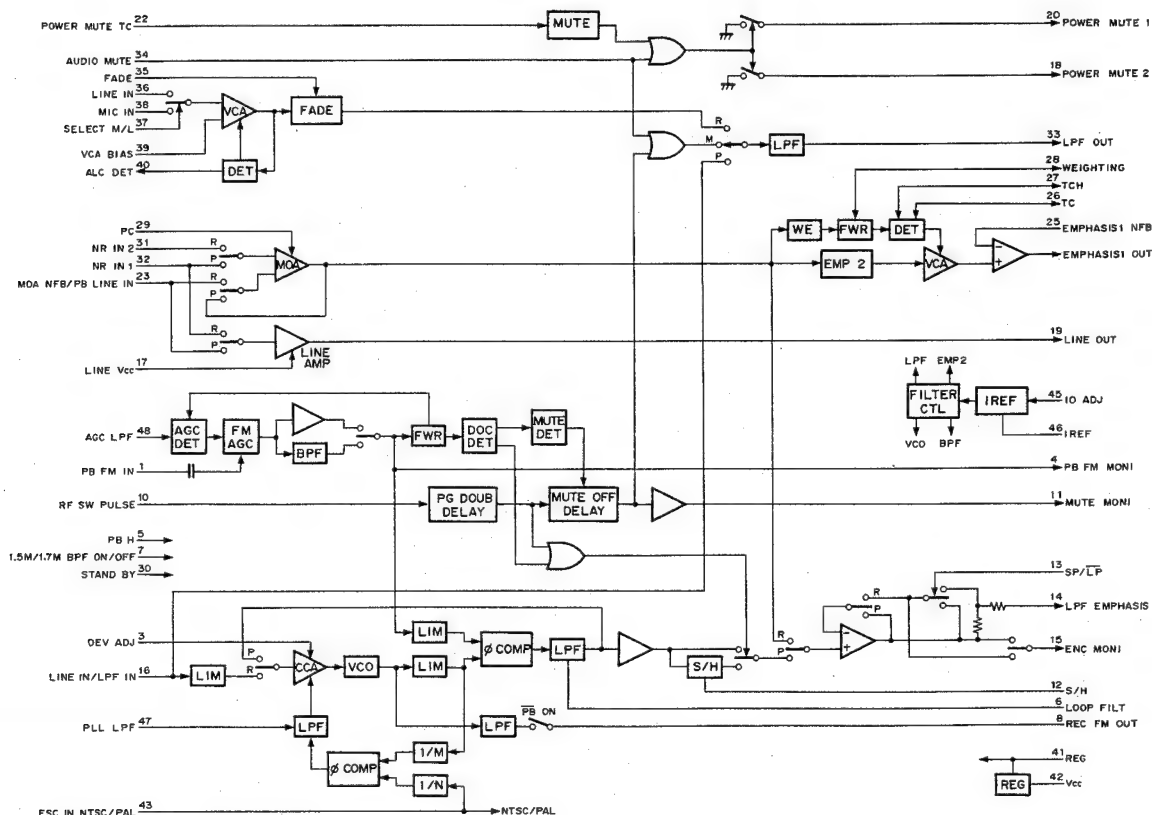 POWER MUTE TC 22
MUTE
20 POWER MUTE 1
AUDIO MUTE 34
FADE 35
18 POWER MUTE 2
LINE IN 36
MIC IN 38
SELECT M/L 37
VCA
FADE
VCA BIAS 39
ALC DET 40
DET
R
M
P
LPF
33 LPF OUT
28 WEIGHTING
27 TCH
26 TC
25 EMPHASIS1 NFB
EMPHASIS1 OUT
PC 29
NR IN 2 31
NR IN 1 32
MOA NFB/PB LINE IN 23
R
P
R
P
MOA
WE
FWR
DET
EMP 2
VCA
-
+
R
P
LINE AMP
19 LINE OUT
LINE Vcc 17
LPF EMP2
FILTER CTL
IREF
45 IO ADJ
46 IREF
VCO BPF
AGC LPF 48
AGC DET
FM AGC
BPF
FWR
DOC DET
MUTE DET
PB FM IN 1
4 PB FM MONI
RF SW PULSE 10
PG DOUB DELAY
MUTE OFF DELAY
11 MUTE MONI
PB H 5
1.5M/1.7M BPF ON/OFF 7
STAND BY 30
13 SP/L̅P̅
14 LPF EMPHASIS
15 ENC MONI
DEV ADJ 3
LINE IN/LPF IN 16
LIM
P
R
CCA
VCO
LIM
LIM
Ø COMP
LPF
S/H
R
P
-
+
R
P
12 S/H
6 LOOP FILT
8 REC FM OUT
PLL LPF 47
LPF
LPF
P̅B̅ ON
Ø COMP
1/M
1/N
41 REG
REG
42 Vcc
FSC IN NTSC/PAL 43
NTSC/PAL